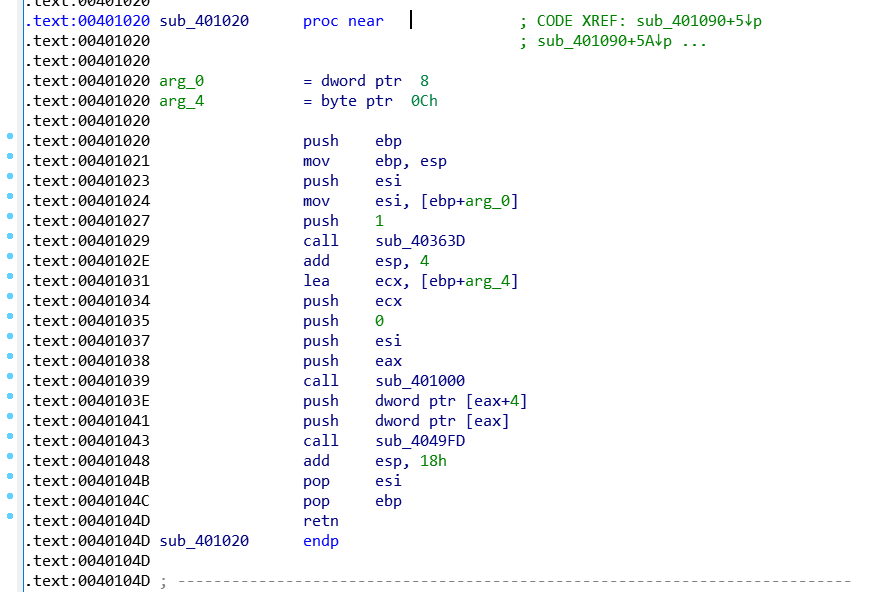 .text:00401020
.text:00401020 sub_401020      proc near               ; CODE XREF: sub_401090+5↓p
.text:00401020                                         ; sub_401090+5A↓p ...
.text:00401020
.text:00401020 arg_0           = dword ptr  8
.text:00401020 arg_4           = byte ptr  0Ch
.text:00401020
.text:00401020                 push    ebp
.text:00401021                 mov     ebp, esp
.text:00401023                 push    esi
.text:00401024                 mov     esi, [ebp+arg_0]
.text:00401027                 push    1
.text:00401029                 call    sub_40363D
.text:0040102E                 add     esp, 4
.text:00401031                 lea     ecx, [ebp+arg_4]
.text:00401034                 push    ecx
.text:00401035                 push    0
.text:00401037                 push    esi
.text:00401038                 push    eax
.text:00401039                 call    sub_401000
.text:0040103E                 push    dword ptr [eax+4]
.text:00401041                 push    dword ptr [eax]
.text:00401043                 call    sub_4049FD
.text:00401048                 add     esp, 18h
.text:0040104B                 pop     esi
.text:0040104C                 pop     ebp
.text:0040104D                 retn
.text:0040104D sub_401020      endp
.text:0040104D
.text:0040104D ; ---------------------------------------------------------------------------